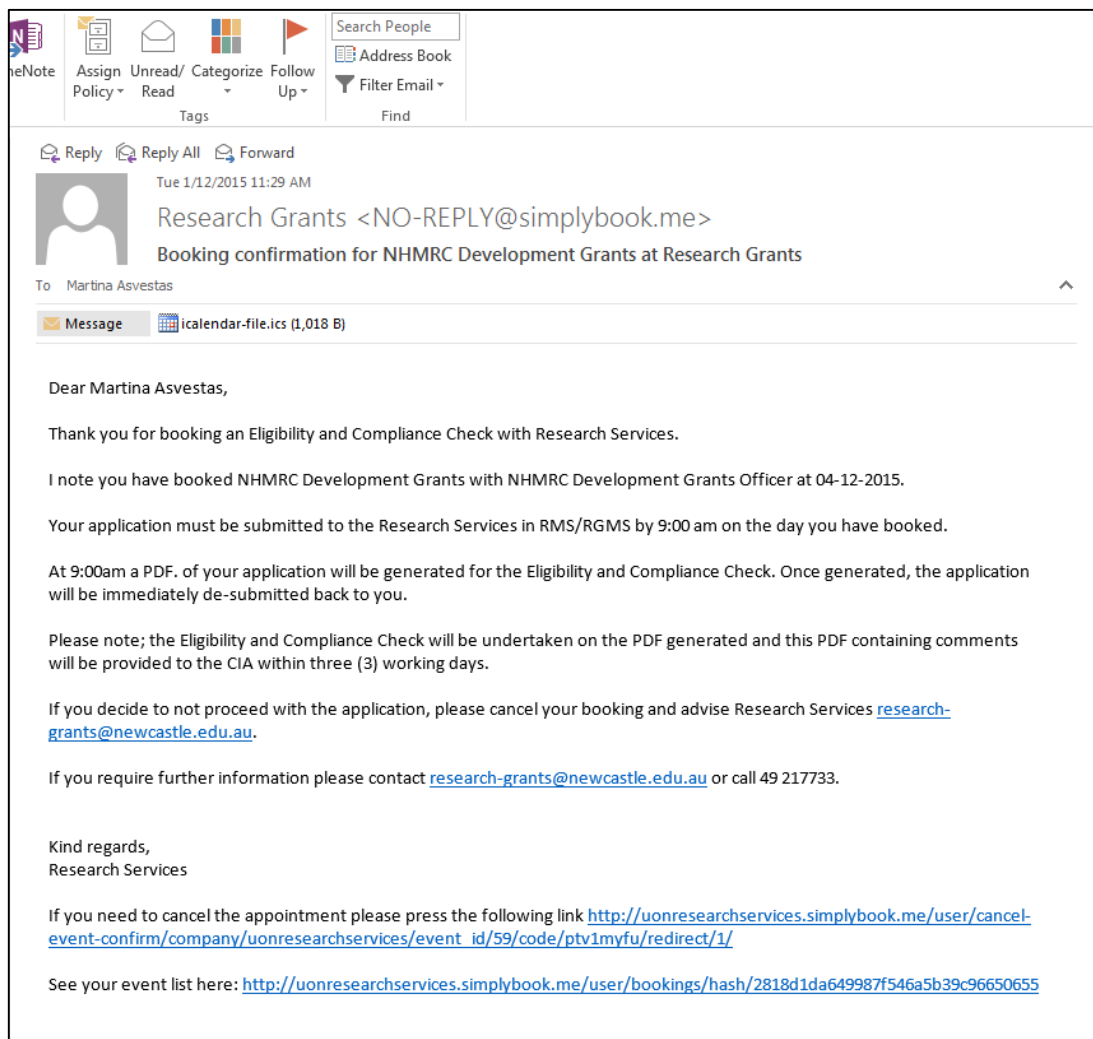 N
neNote
Assign Policy
Unread/ Read
Categorize
Follow Up
Tags
Search People
Address Book
Filter Email
Find
Reply Reply All Forward
Tue 1/12/2015 11:29 AM
Research Grants <NO-REPLY@simplybook.me>
Booking confirmation for NHMRC Development Grants at Research Grants
To Martina Asvestas
Message icalendar-file.ics (1,018 B)
Dear Martina Asvestas,
Thank you for booking an Eligibility and Compliance Check with Research Services.
I note you have booked NHMRC Development Grants with NHMRC Development Grants Officer at 04-12-2015.
Your application must be submitted to the Research Services in RMS/RGMS by 9:00 am on the day you have booked.
At 9:00am a PDF. of your application will be generated for the Eligibility and Compliance Check. Once generated, the application
will be immediately de-submitted back to you.
Please note; the Eligibility and Compliance Check will be undertaken on the PDF generated and this PDF containing comments
will be provided to the CIA within three (3) working days.
If you decide to not proceed with the application, please cancel your booking and advise Research Services research-
grants@newcastle.edu.au.
If you require further information please contact research-grants@newcastle.edu.au or call 49 217733.
Kind regards,
Research Services
If you need to cancel the appointment please press the following link http://uonresearchservices.simplybook.me/user/cancel-
event-confirm/company/uonresearchservices/event_id/59/code/ptv1myfu/redirect/1/
See your event list here: http://uonresearchservices.simplybook.me/user/bookings/hash/2818d1da649987f546a5b39c96650655